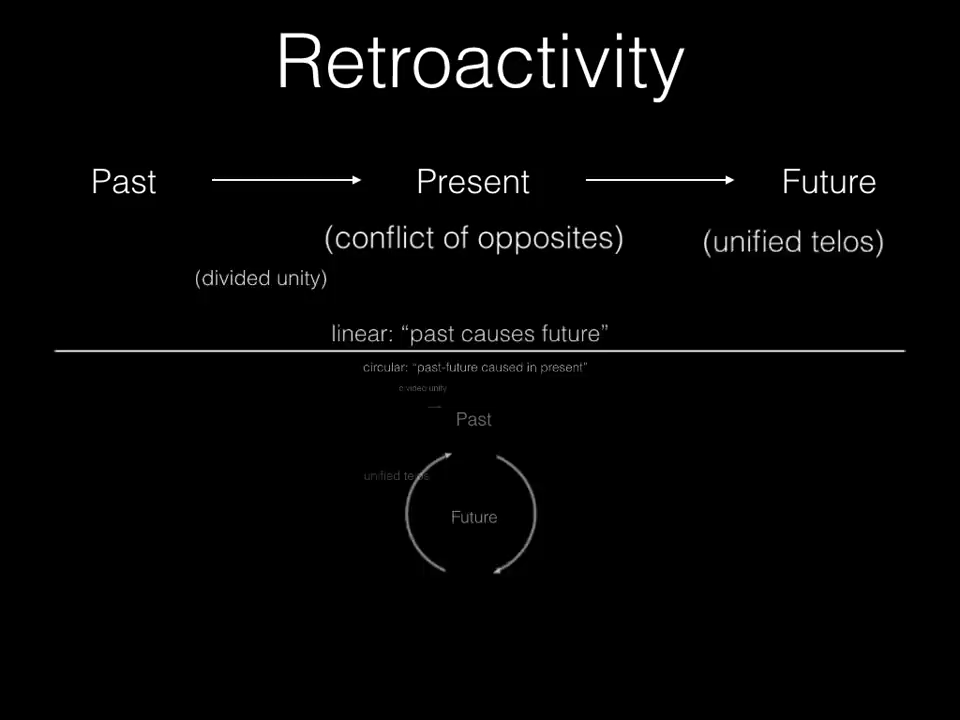 Retroactivity
Past Present Future
(conflict of opposites) (unified telos)
(divided unity)
linear: “past causes future”
circular: “past-future caused in present”
divided unity
Past
unified telos
Future